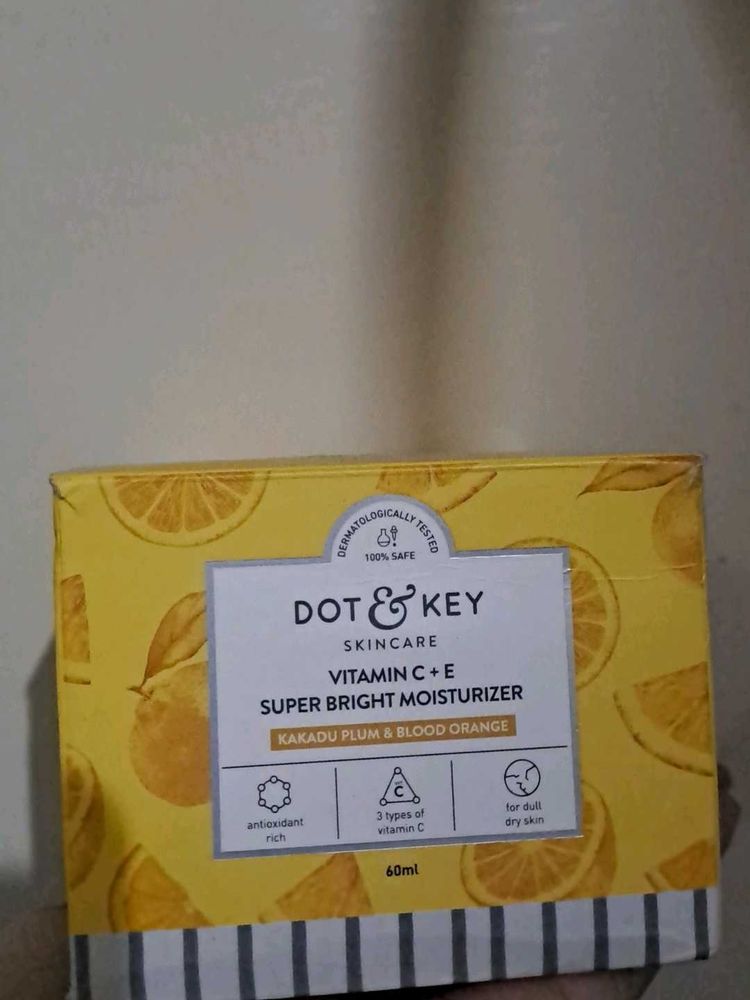 DERMATOLOGICALLY TESTED
100% SAFE
DOT & KEY
SKINCARE
VITAMIN C + E
SUPER BRIGHT MOISTURIZER
KAKADU PLUM & BLOOD ORANGE
antioxidant
rich
C
3 types of
vitamin C
for dull
dry skin
60ml